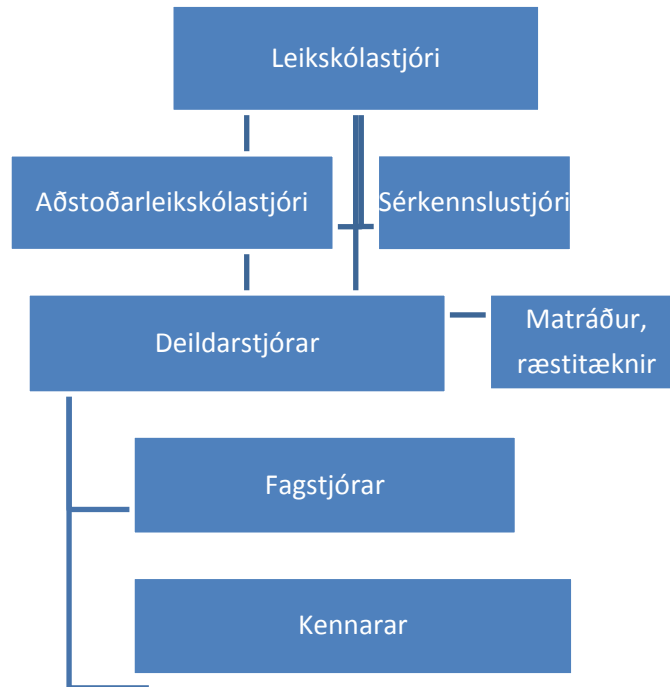 Leikskólastjóri
Aðstoðarleikskólastjóri
Sérkennslustjóri
Deildarstjórar
Matráður,
ræstitæknir
Fagstjórar
Kennarar